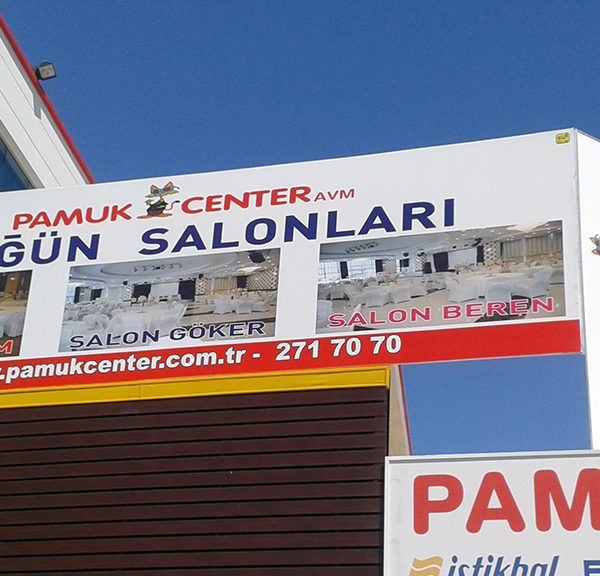 PAMUK CENTER AVM
ĞÜN SALONLARI
M
SALON GÖKER
SALON BEREN
.pamukcenter.com.tr - 271 70 70
PAM
istikbal